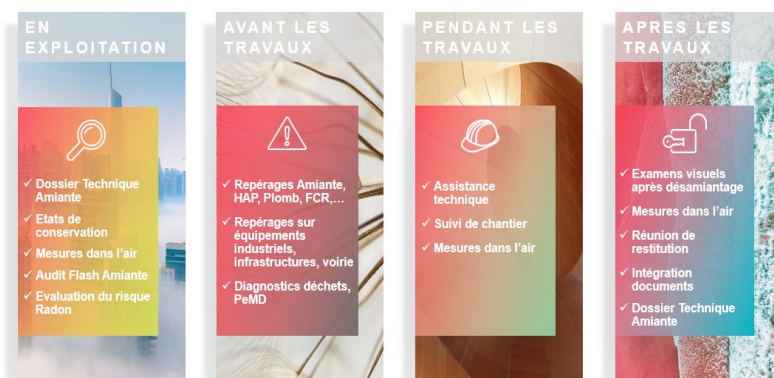 EN
EXPLOITATION
✓ Dossier Technique
Amiante
✓ Etats de
conservation
✓ Mesures dans l'air
✓ Audit Flash Amiante
✓ Evaluation du risque
Radon
AVANT LES
TRAVAUX
✓ Repérages Amiante,
HAP, Plomb, FCR,...
✓ Repérages sur
équipements
industriels,
infrastructures, voirie
✓ Diagnostics déchets,
PeMD
PENDANT LES
TRAVAUX
✓ Assistance
technique
✓ Suivi de chantier
✓ Mesures dans l'air
APRES LES
TRAVAUX
✓ Examens visuels
après désamiantage
✓ Mesures dans l'air
✓ Réunion de
restitution
✓ Intégration
documents
✓ Dossier Technique
Amiante